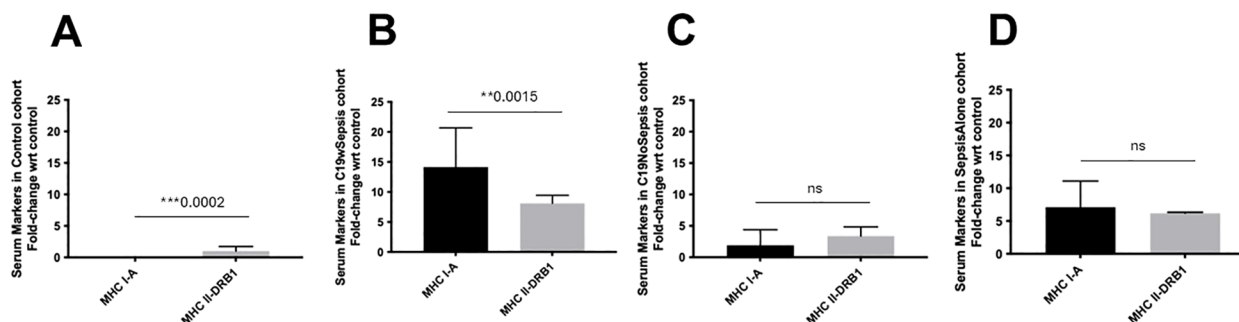 A
Serum Markers in Control cohort
Fold-change wrt control
25
20
15
10
5
0
***0.0002
MHC I-A
MHC II-DRB1
B
Serum Markers in C19wSepsis cohort
Fold-change wrt control
25
20
15
10
5
0
**0.0015
MHC I-A
MHC II-DRB1
C
Serum Markers in C19NoSepsis cohort
Fold-change wrt control
25
20
15
10
5
0
ns
MHC I-A
MHC II-DRB1
D
Serum Markers in SepsisAlone cohort
Fold-change wrt control
25
20
15
10
5
0
ns
MHC I-A
MHC II-DRB1